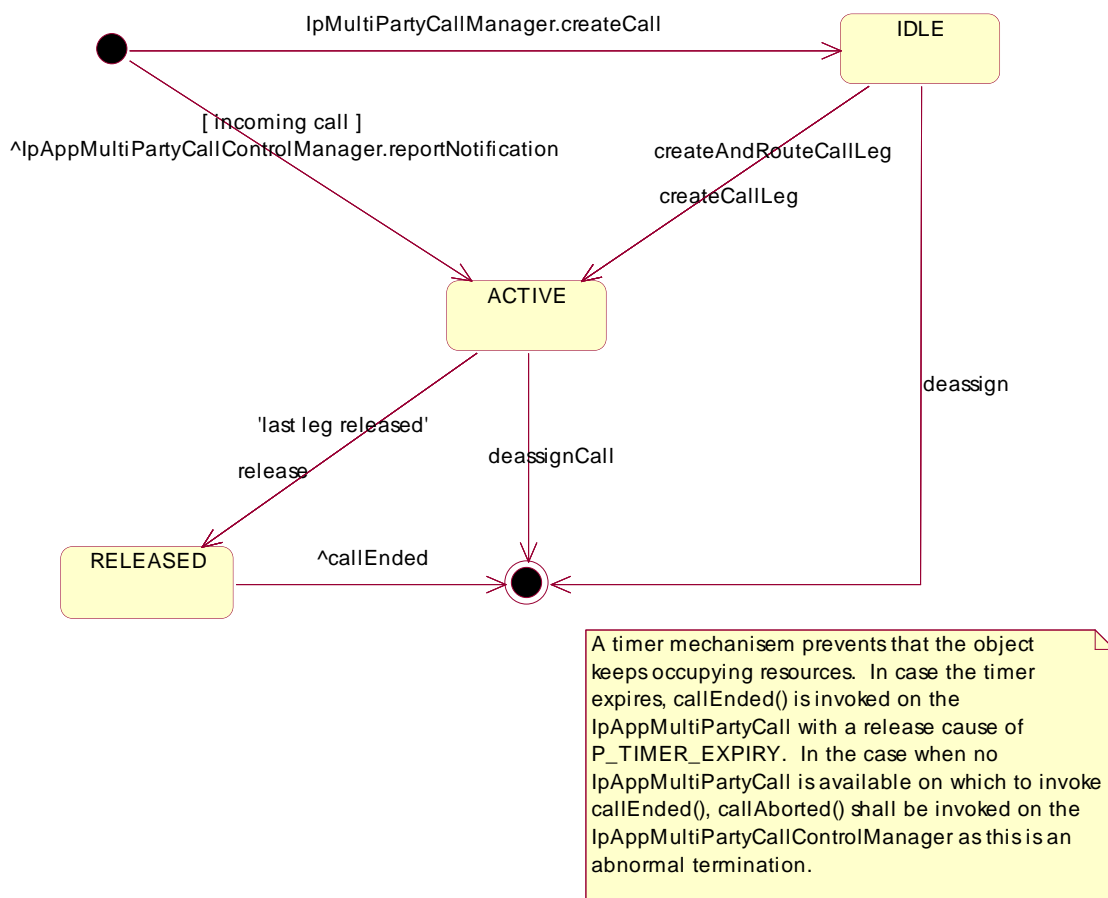 IpMultiPartyCallManager.createCall
IDLE
[ incoming call ]
^IpAppMultiPartyCallControlManager.reportNotification
createAndRouteCallLeg
createCallLeg
ACTIVE
deassign
'last leg released'
release
deassignCall
RELEASED
^callEnded
A timer mechanisem prevents that the object
keeps occupying resources. In case the timer
expires, callEnded() is invoked on the
IpAppMultiPartyCall with a release cause of
P_TIMER_EXPIRY. In the case when no
IpAppMultiPartyCall is available on which to invoke
callEnded(), callAborted() shall be invoked on the
IpAppMultiPartyCallControlManager as this is an
abnormal termination.